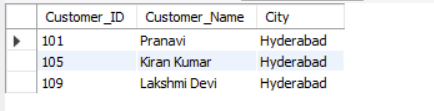 Customer_ID Customer_Name City
101 Pranavi Hyderabad
105 Kiran Kumar Hyderabad
109 Lakshmi Devi Hyderabad